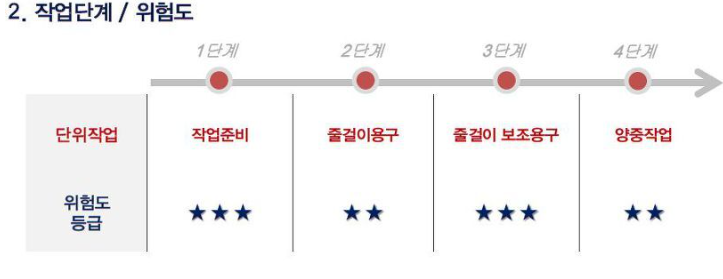 2. 작업단계 / 위험도
1단계 2단계 3단계 4단계
단위작업 작업준비 줄걸이용구 줄걸이 보조용구 양중작업
위험도
등급 ★★★ ★★ ★★★ ★★